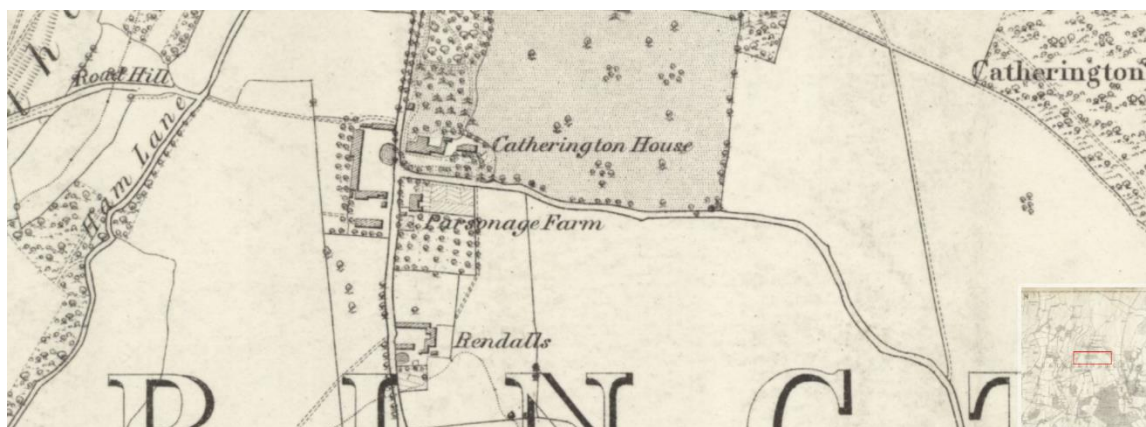 Road Hill
Ham Lane
Catherington
Catherington House
Parsonage Farm
Rendalls
R I N G T